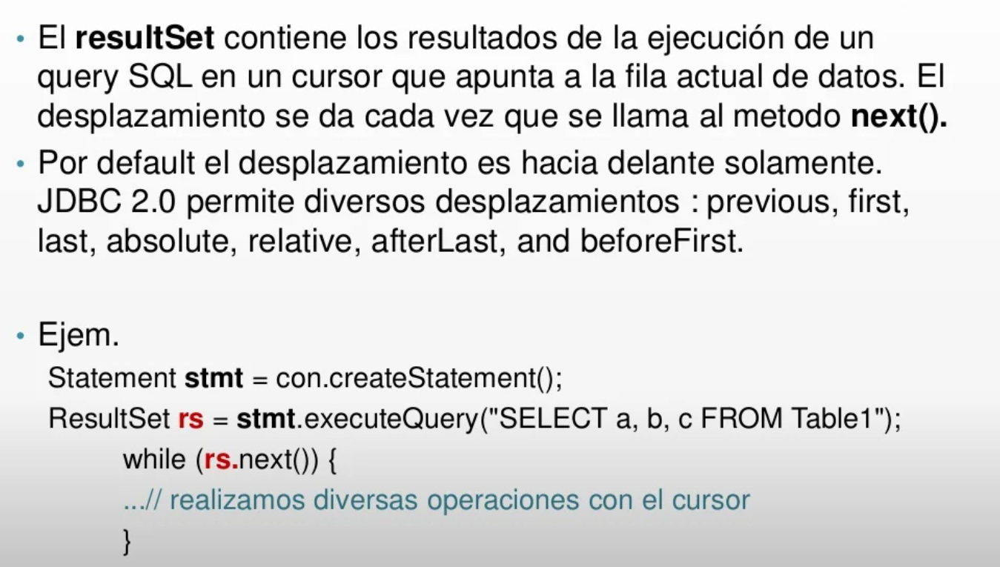 • El resultSet contiene los resultados de la ejecución de un
query SQL en un cursor que apunta a la fila actual de datos. El
desplazamiento se da cada vez que se llama al metodo next().
• Por default el desplazamiento es hacia delante solamente.
JDBC 2.0 permite diversos desplazamientos : previous, first,
last, absolute, relative, afterLast, and beforeFirst.
• Ejem.
Statement stmt = con.createStatement();
ResultSet rs = stmt.executeQuery("SELECT a, b, c FROM Table1");
while (rs.next()) {
...// realizamos diversas operaciones con el cursor
}